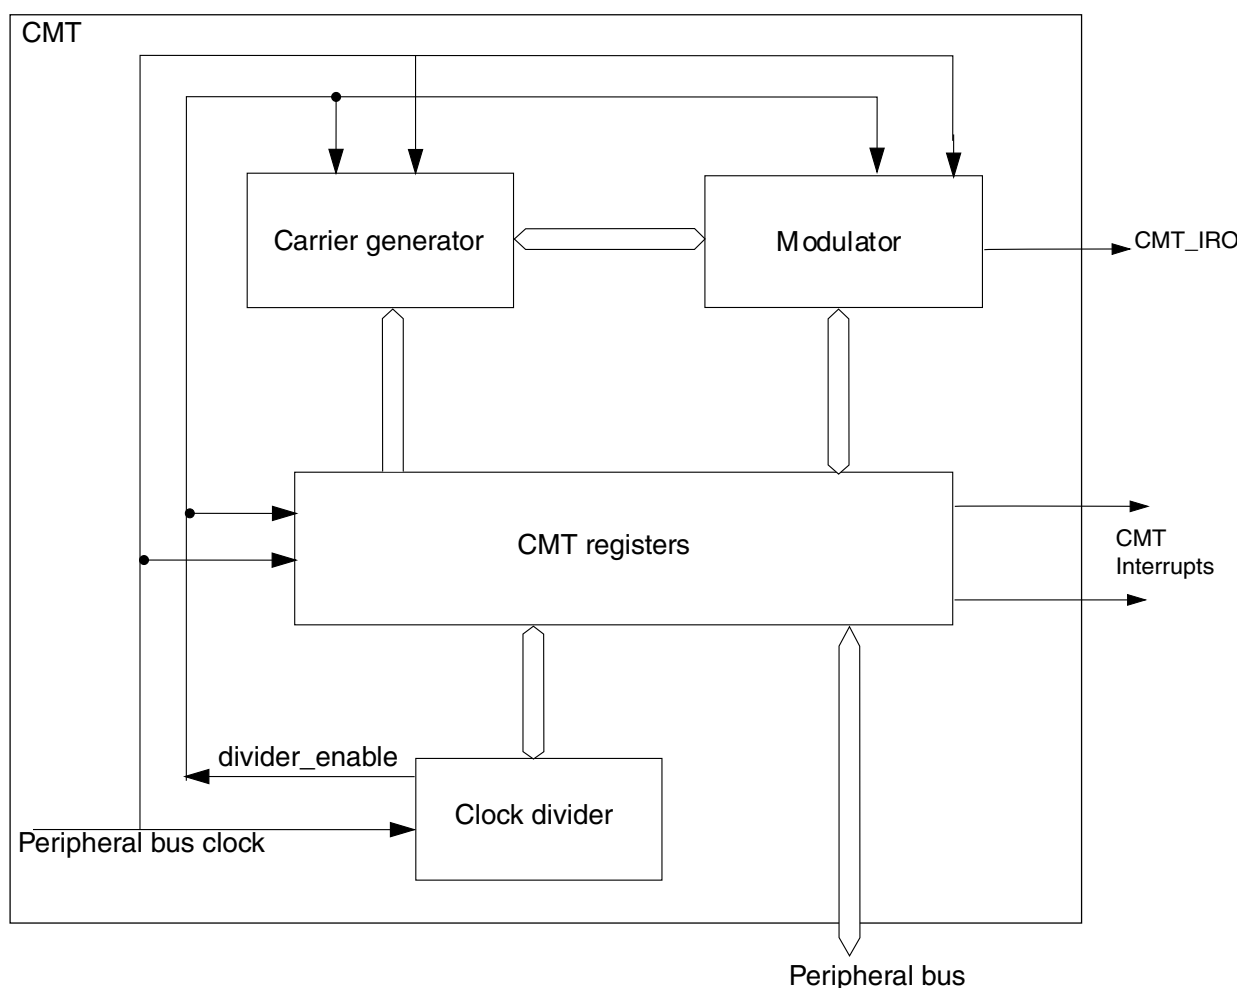 CMT
Carrier generator
Modulator
CMT_IRO
CMT registers
CMT
Interrupts
divider_enable
Clock divider
Peripheral bus clock
Peripheral bus